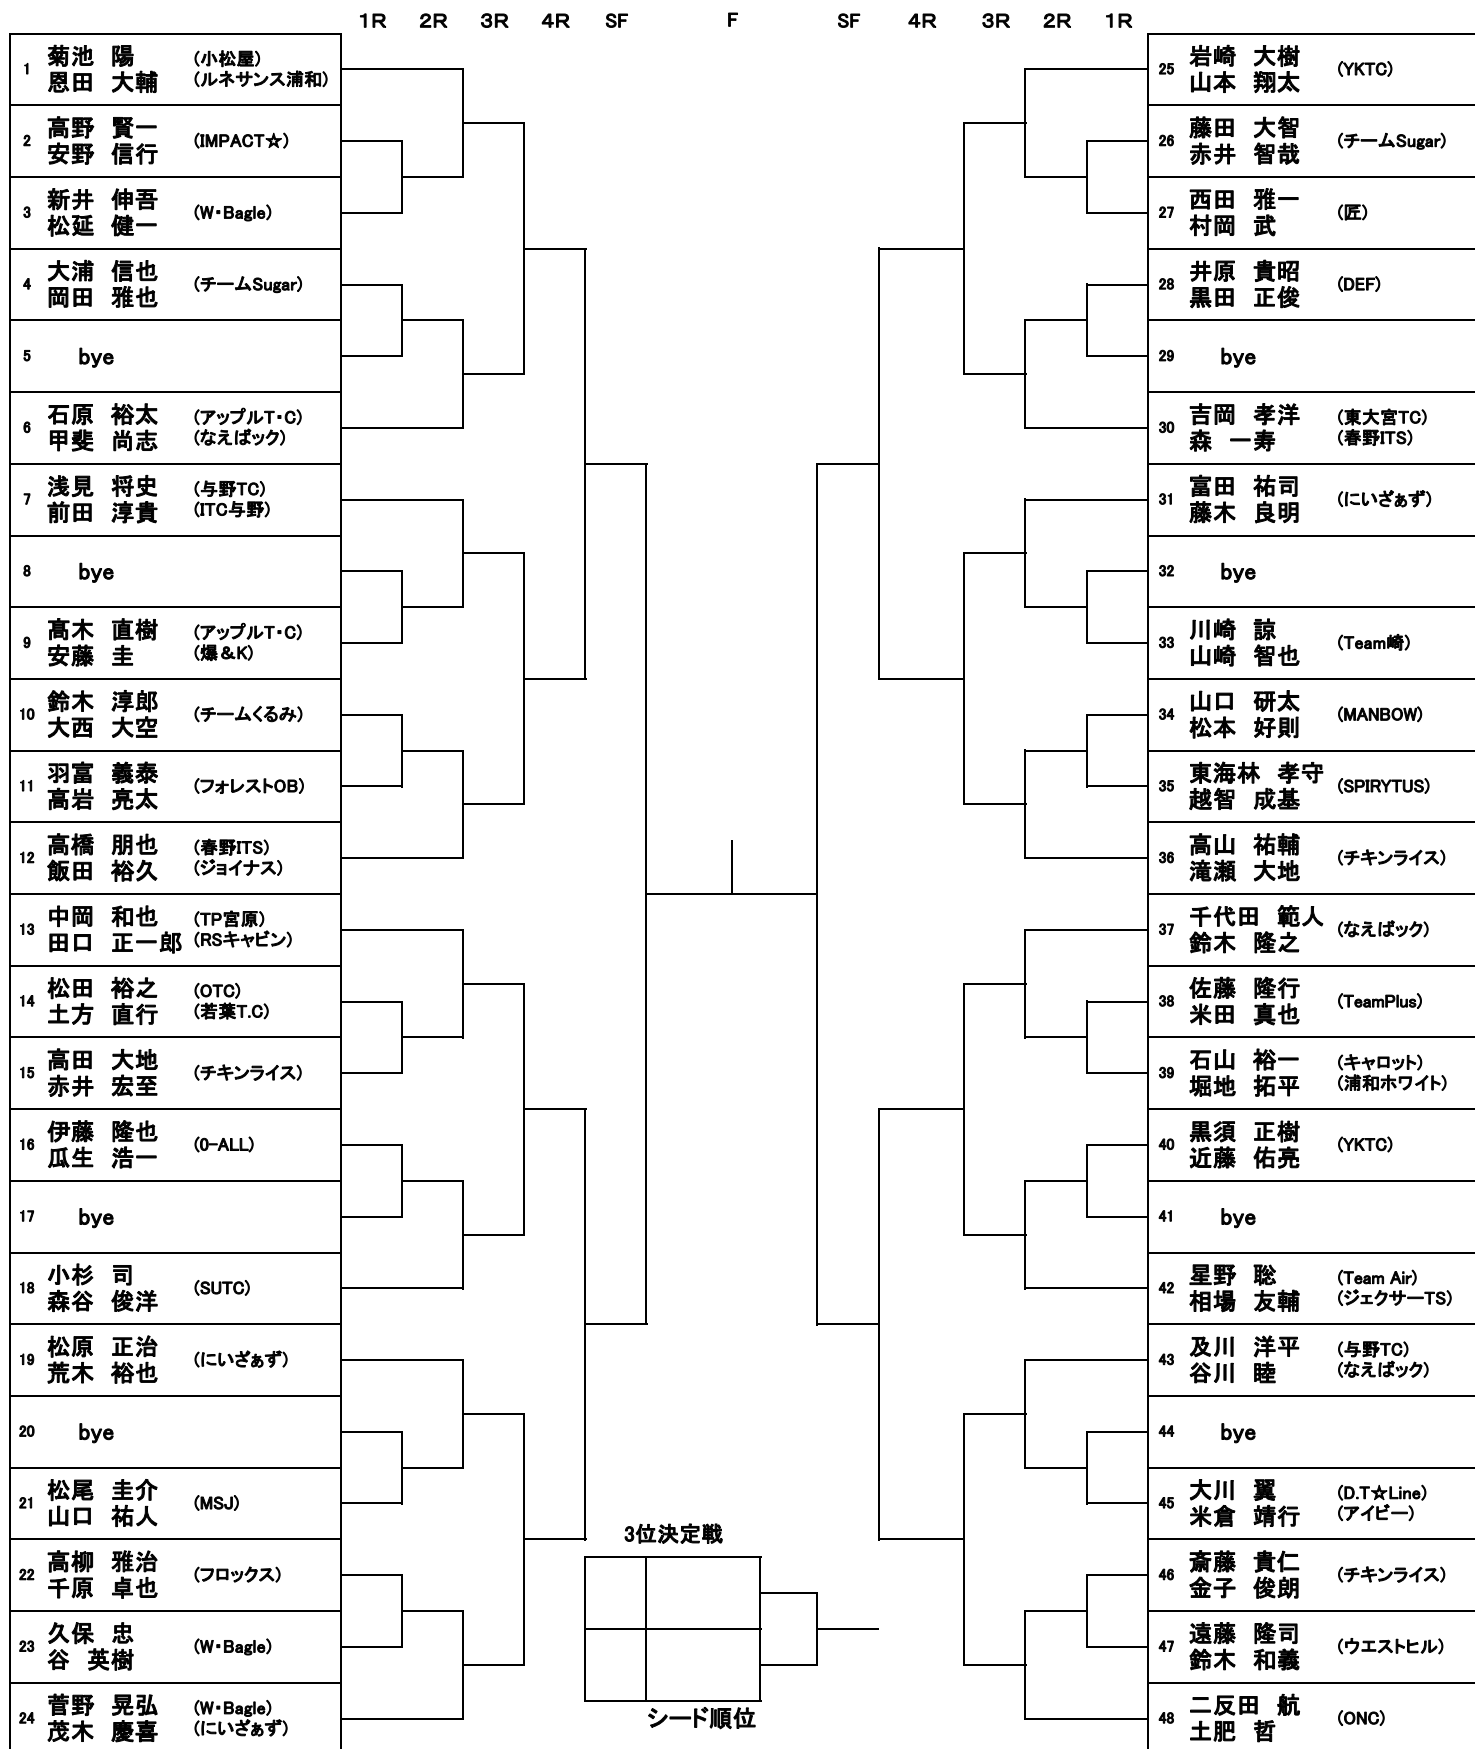 1R 2R 3R 4R SF F SF 4R 3R 2R 1R
1 菊池 陽 (小松屋)
恩田 大輔 (ルネサンス浦和)
2 高野 賢一 (IMPACT☆)
安野 信行
3 新井 伸吾 (W・Bagle)
松延 健一
4 大浦 信也 (チームSugar)
岡田 雅也
5 bye
6 石原 裕太 (アップルT・C)
甲斐 尚志 (なえばック)
7 浅見 将史 (与野TC)
前田 淳貴 (ITC与野)
8 bye
9 髙木 直樹 (アップルT・C)
安藤 圭 (爆&K)
10 鈴木 淳郎 (チームくるみ)
大西 大空
11 羽富 義泰 (フォレストOB)
高岩 亮太
12 高橋 朋也 (春野ITS)
飯田 裕久 (ジョイナス)
13 中岡 和也 (TP宮原)
田口 正一郎 (RSキャビン)
14 松田 裕之 (OTC)
土方 直行 (若葉T.C)
15 高田 大地 (チキンライス)
赤井 宏至
16 伊藤 隆也 (0-ALL)
瓜生 浩一
17 bye
18 小杉 司 (SUTC)
森谷 俊洋
19 松原 正治 (にいざぁず)
荒木 裕也
20 bye
21 松尾 圭介 (MSJ)
山口 祐人
22 高柳 雅治 (フロックス)
千原 卓也
23 久保 忠 (W・Bagle)
谷 英樹
24 菅野 晃弘 (W・Bagle)
茂木 慶喜 (にいざぁず)
3位決定戦
シード順位
25 岩崎 大樹 (YKTC)
山本 翔太
26 藤田 大智 (チームSugar)
赤井 智哉
27 西田 雅一 (匠)
村岡 武
28 井原 貴昭 (DEF)
黒田 正俊
29 bye
30 吉岡 孝洋 (東大宮TC)
森 一寿 (春野ITS)
31 富田 祐司 (にいざぁず)
藤木 良明
32 bye
33 川崎 諒 (Team崎)
山崎 智也
34 山口 研太 (MANBOW)
松本 好則
35 東海林 孝守 (SPIRYTUS)
越智 成基
36 高山 祐輔 (チキンライス)
滝瀬 大地
37 千代田 範人 (なえばック)
鈴木 隆之
38 佐藤 隆行 (TeamPlus)
米田 真也
39 石山 裕一 (キャロット)
堀地 拓平 (浦和ホワイト)
40 黒須 正樹 (YKTC)
近藤 佑亮
41 bye
42 星野 聡 (Team Air)
相場 友輔 (ジェクサーTS)
43 及川 洋平 (与野TC)
谷川 睦 (なえばック)
44 bye
45 大川 翼 (D.T☆Line)
米倉 靖行 (アイビー)
46 斎藤 貴仁 (チキンライス)
金子 俊朗
47 遠藤 隆司 (ウエストヒル)
鈴木 和義
48 二反田 航 (ONC)
土肥 哲